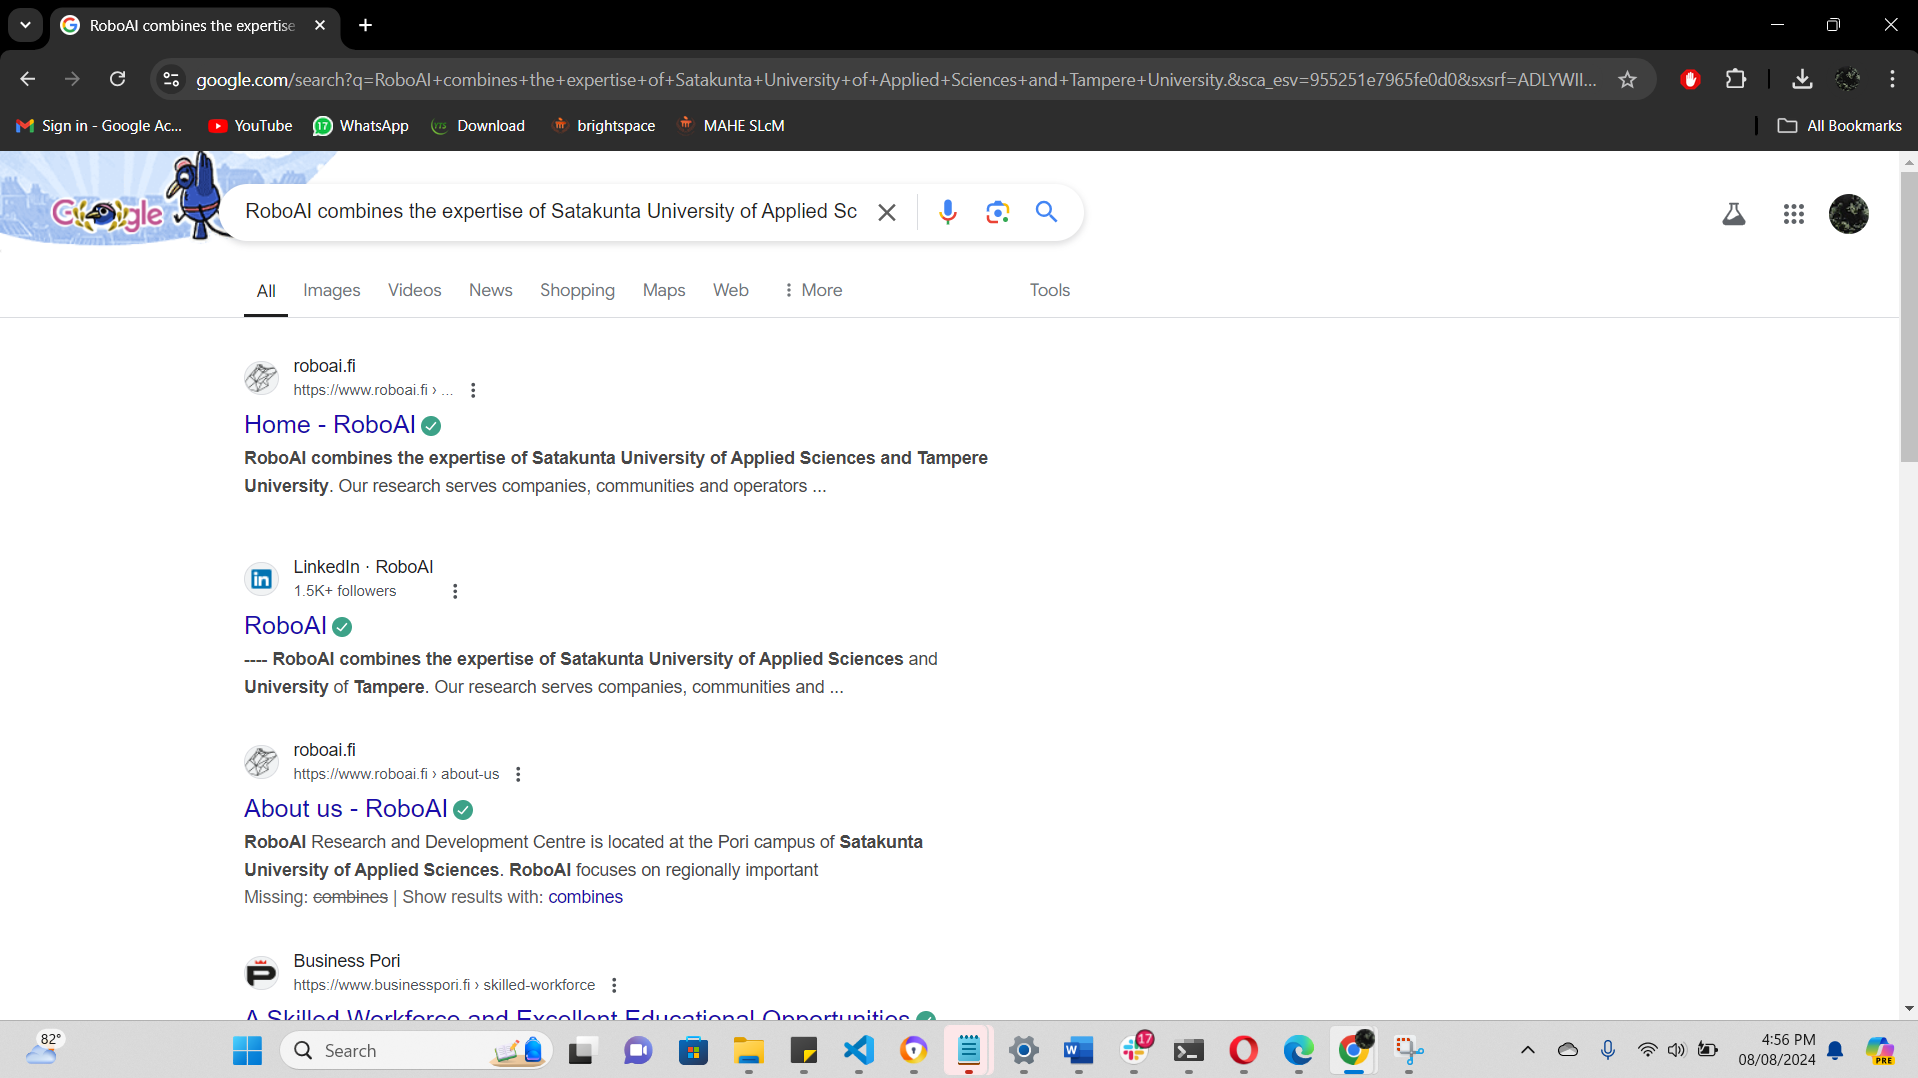 RoboAI combines the expertise
google.com/search?q=RoboAI+combines+the+expertise+of+Satakunta+University+of+Applied+Sciences+and+Tampere+University.&sca_esv=955251e7965fe0d0&sxsrf=ADLYWII...
Sign in - Google Ac... YouTube 17 WhatsApp YTS Download brightspace MAHE SLcM All Bookmarks
Google
RoboAI combines the expertise of Satakunta University of Applied Sc
All Images Videos News Shopping Maps Web More Tools
roboai.fi
https://www.roboai.fi › ...
Home - RoboAI
RoboAI combines the expertise of Satakunta University of Applied Sciences and Tampere
University. Our research serves companies, communities and operators ...
LinkedIn · RoboAI
1.5K+ followers
RoboAI
---- RoboAI combines the expertise of Satakunta University of Applied Sciences and
University of Tampere. Our research serves companies, communities and ...
roboai.fi
https://www.roboai.fi › about-us
About us - RoboAI
RoboAI Research and Development Centre is located at the Pori campus of Satakunta
University of Applied Sciences. RoboAI focuses on regionally important
Missing: combines | Show results with: combines
Business Pori
https://www.businesspori.fi › skilled-workforce
A Skilled Workforce and Excellent Educational Opportunities
82°
Search
17
4:56 PM
08/08/2024
PRE